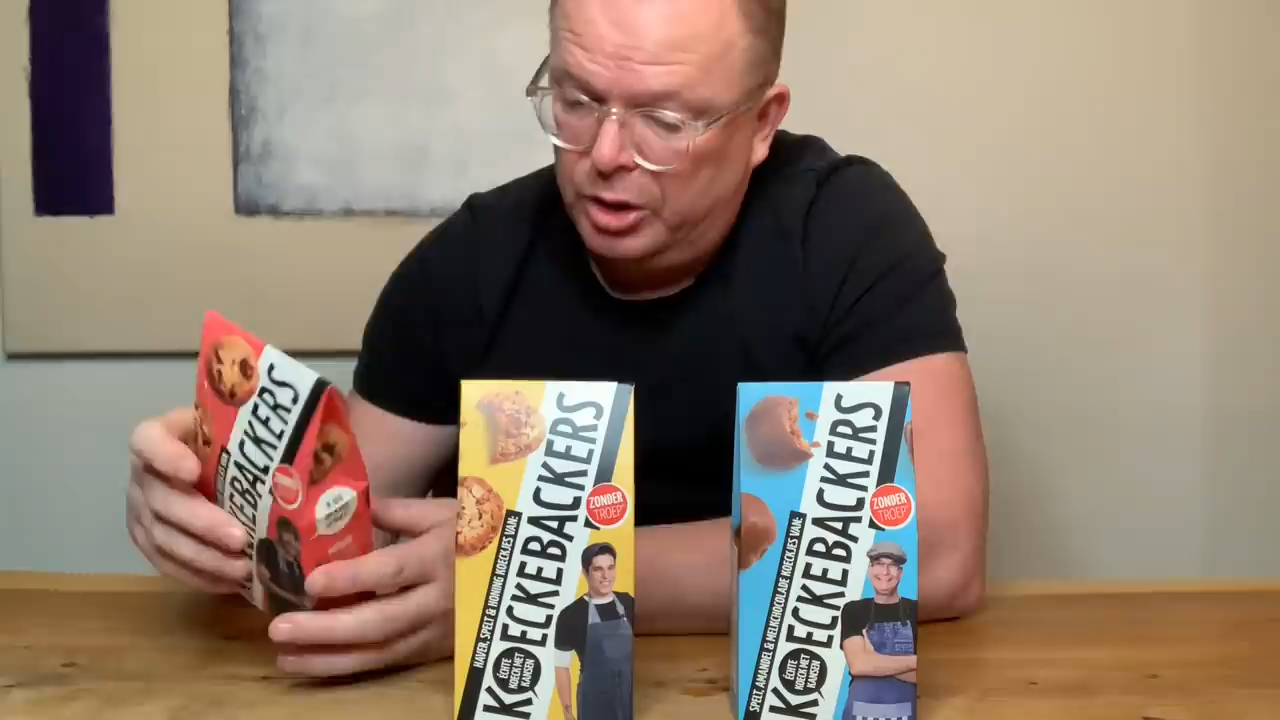 KOECKEBACKERS
HAVER, SPELT & HONING KOECKJES VAN:
KOECKEBACKERS
ÉCHTE
KOECK MET
KANSEN
ZONDER
TROEP
SPELT, AMANDEL & MELKCHOCOLADE KOECKJES VAN:
KOECKEBACKERS
ÉCHTE
KOECK MET
KANSEN
ZONDER
TROEP